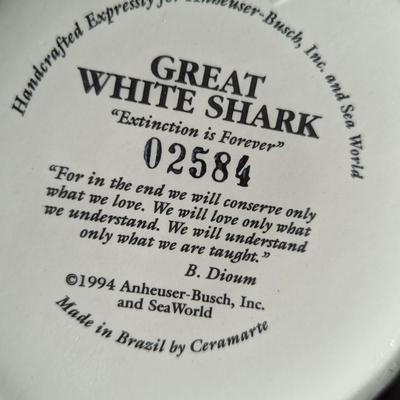 Handcrafted Expressly for Anheuser-Busch, Inc. and Sea World
GREAT
WHITE SHARK
"Extinction is Forever"
02584
"For in the end we will conserve only
what we love. We will love only what
we understand. We will understand
only what we are taught."
B. Dioum
©1994 Anheuser-Busch, Inc.
and SeaWorld
Made in Brazil by Ceramarte